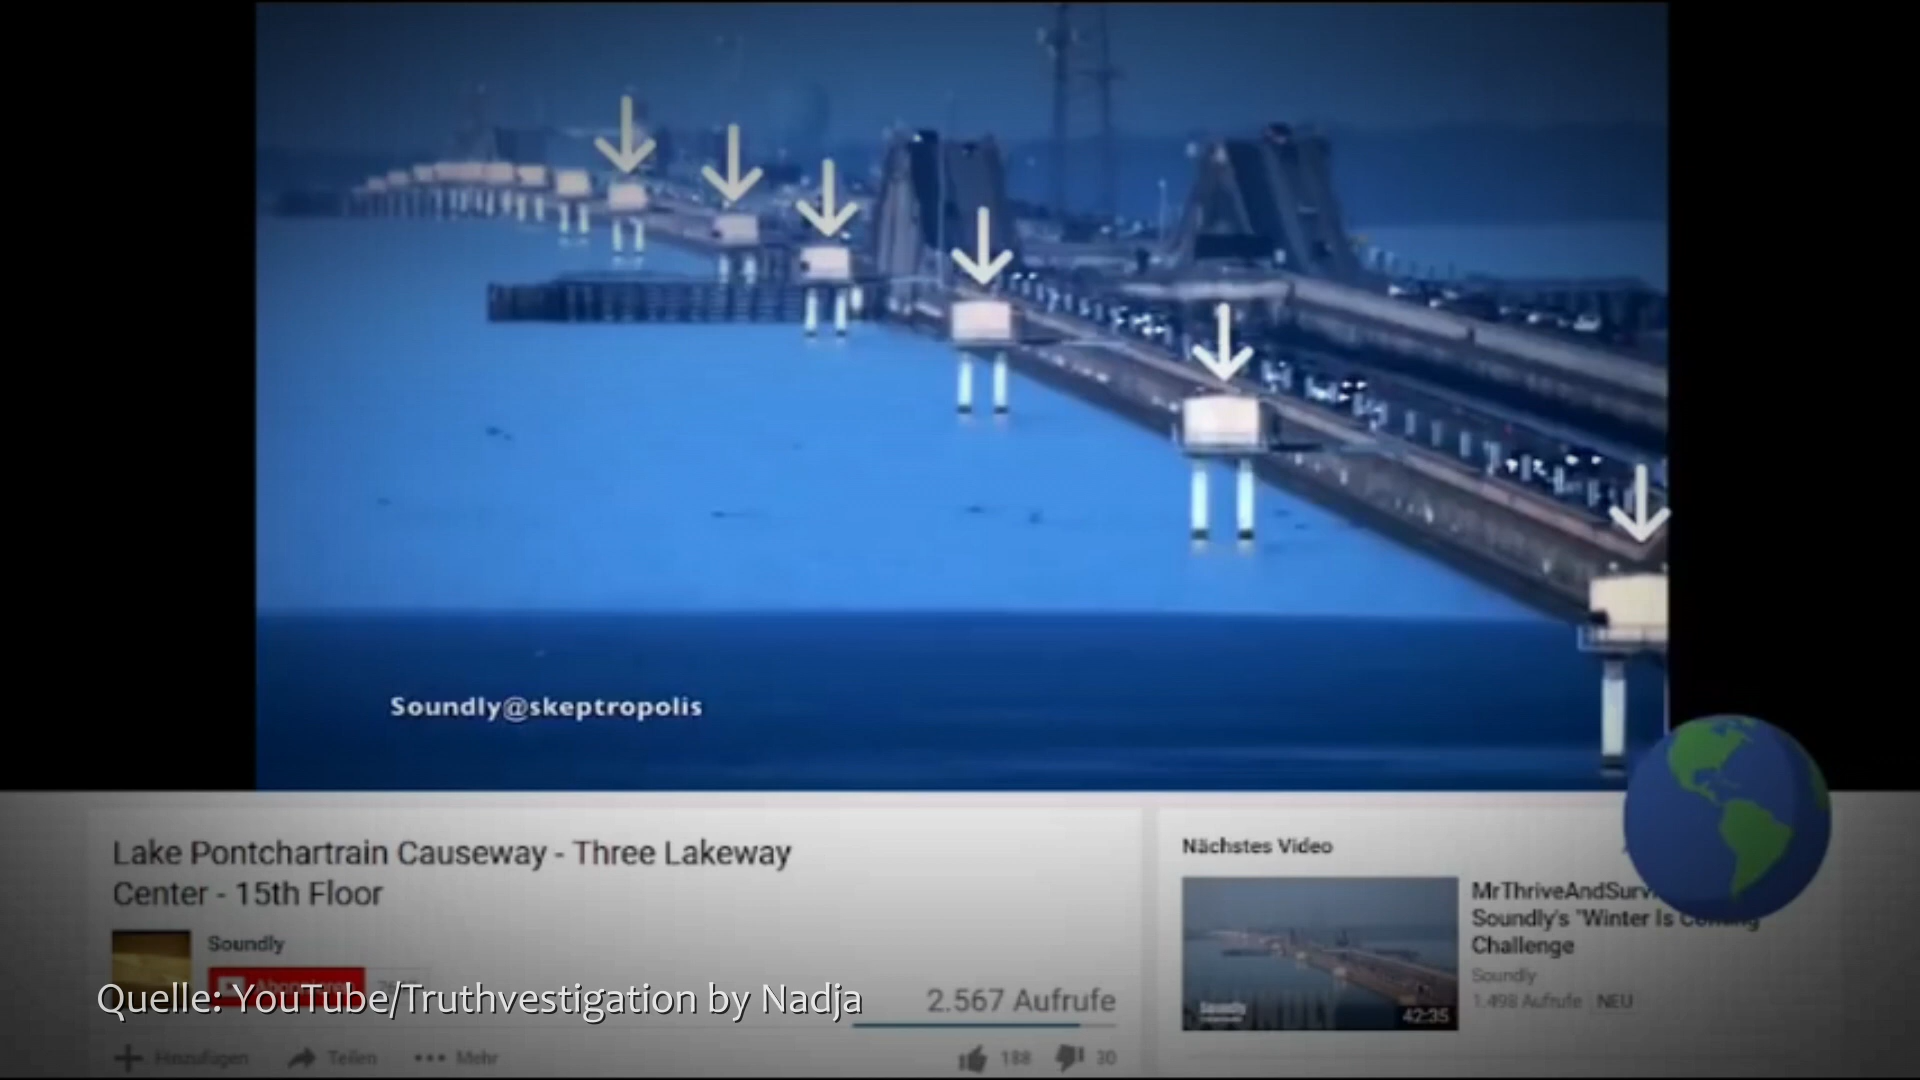 Soundly@skeptropolis
Lake Pontchartrain Causeway - Three Lakeway
Center - 15th Floor
Soundly
Quelle: YouTube/Truthvestigation by Nadja
2.567 Aufrufe
Hinzufügen
Teilen
Mehr
188
30
Nächstes Video
MrThriveAndSurv
Soundly's "Winter Is Coming
Challenge
Soundly
1.498 Aufrufe
NEU
42:35